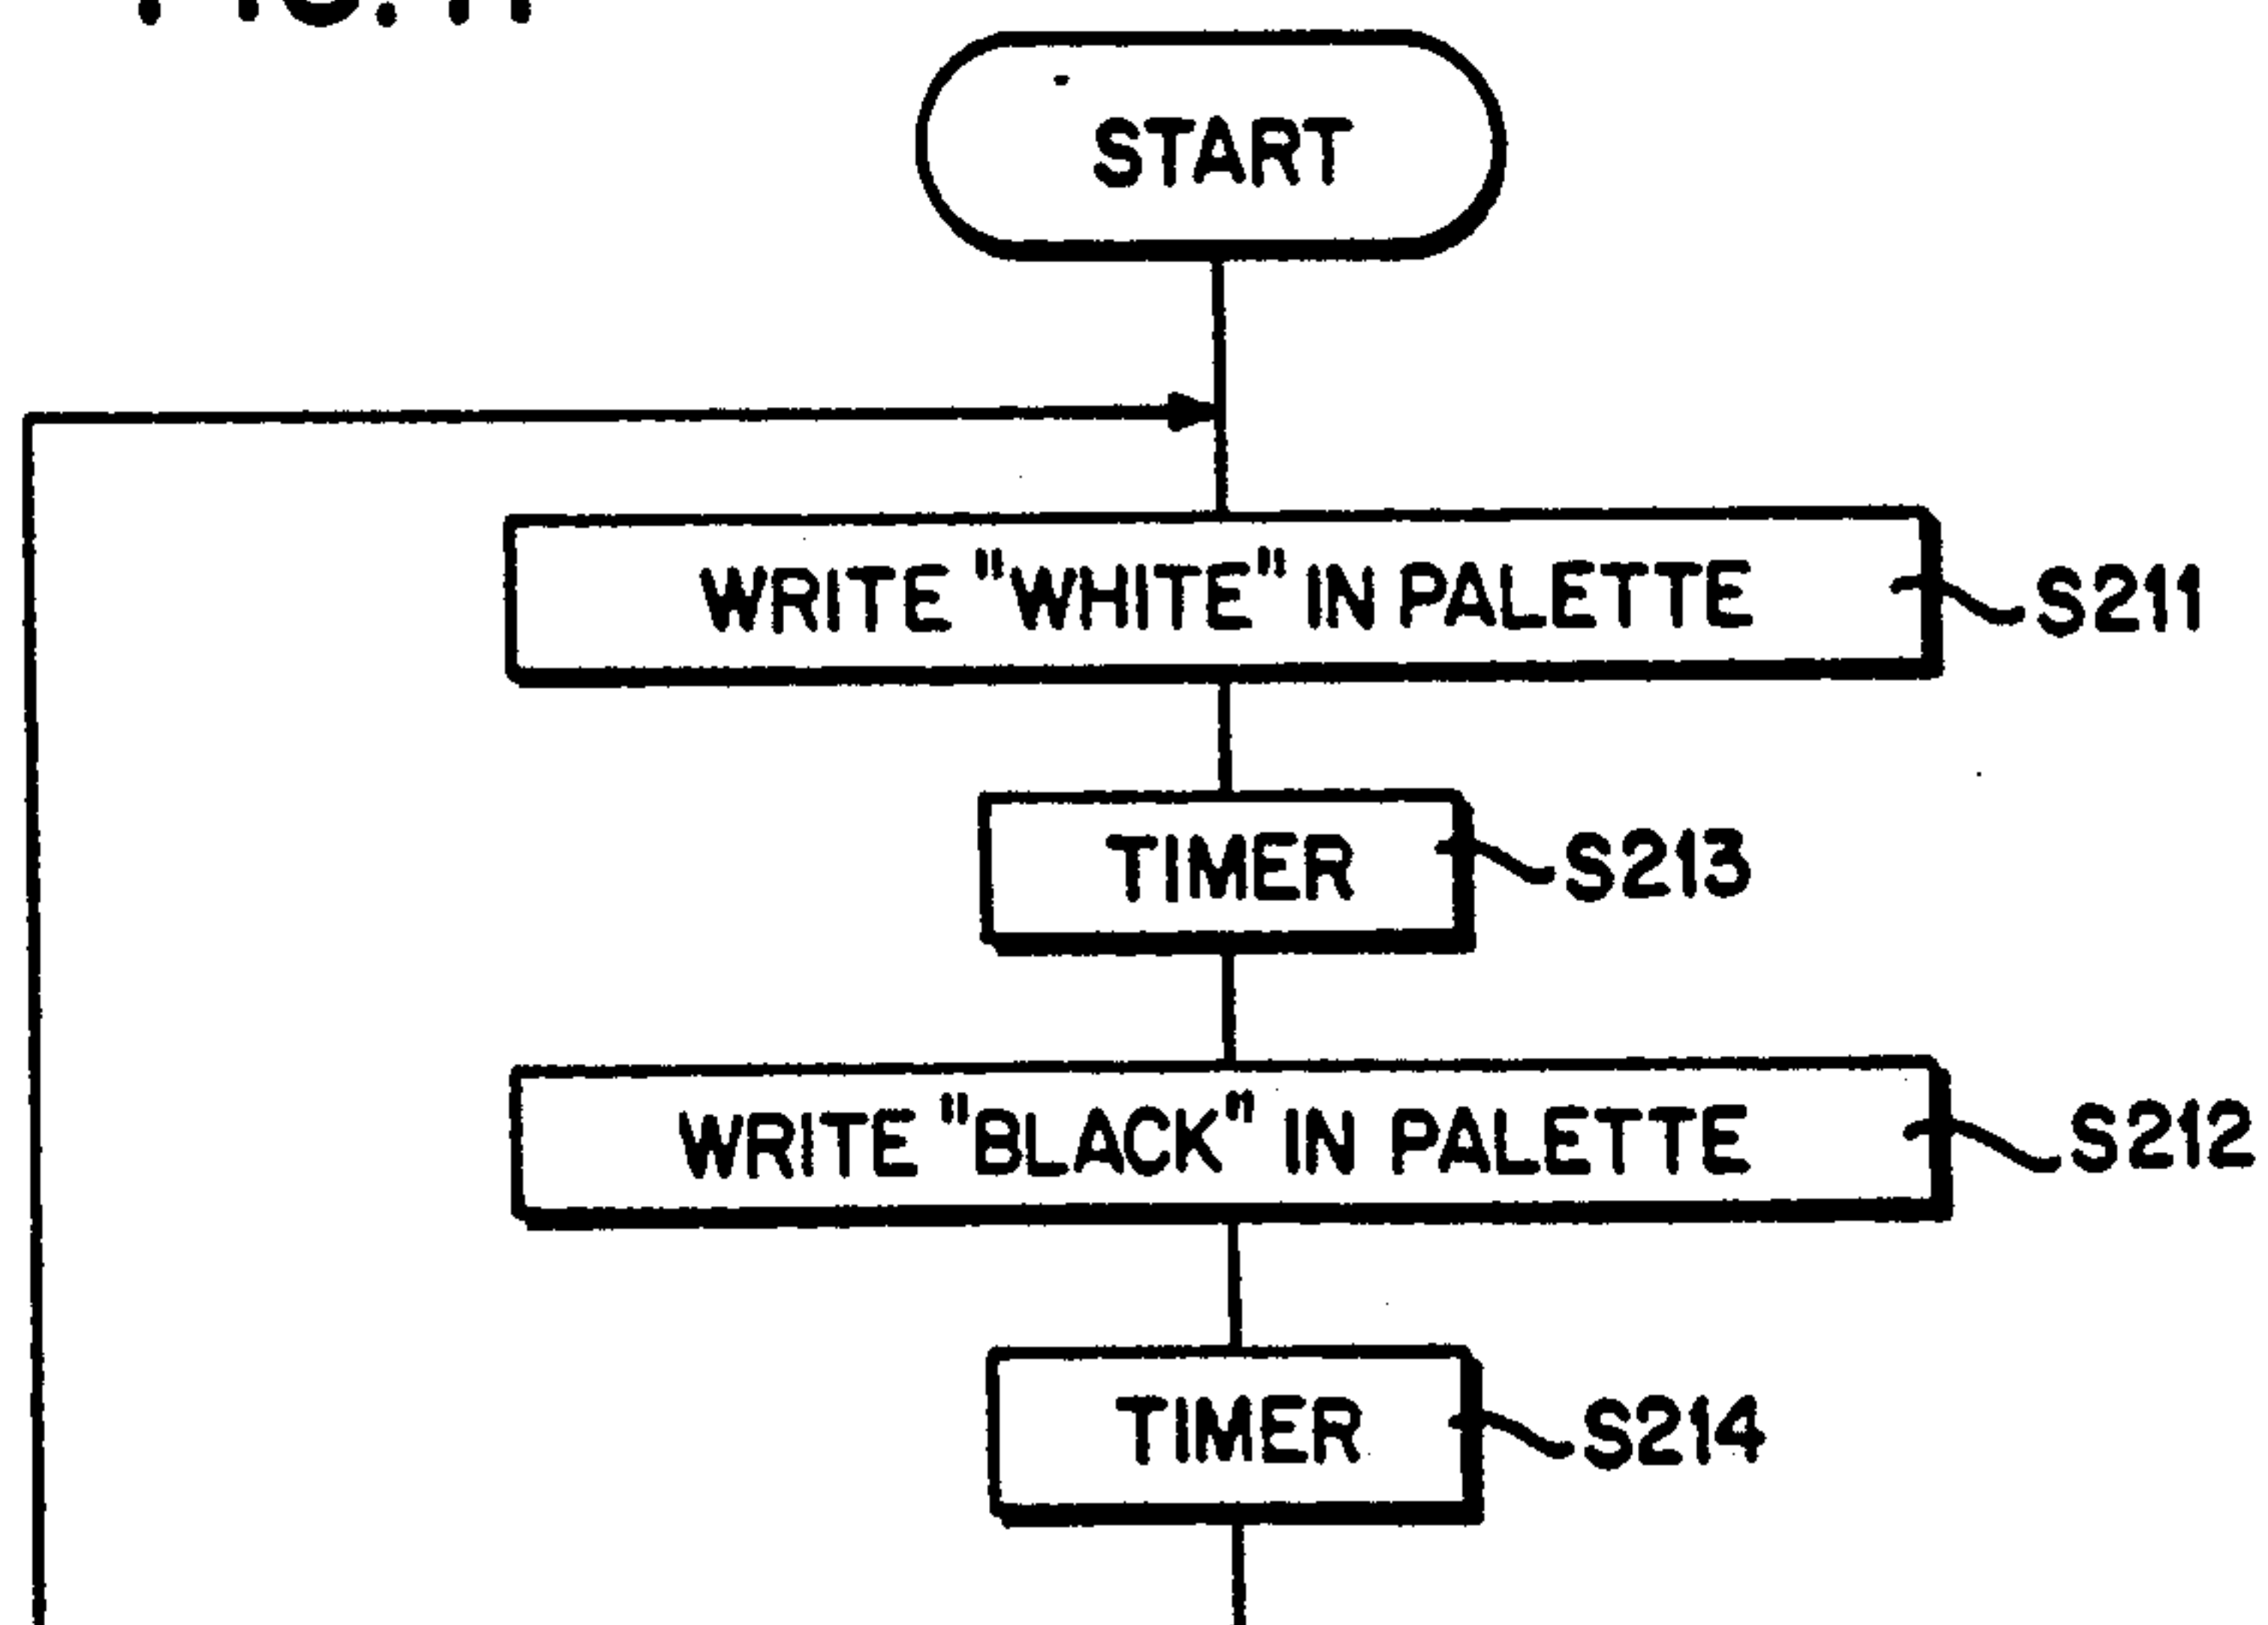 START
WRITE "WHITE" IN PALETTE
S211
TIMER
S213
WRITE "BLACK" IN PALETTE
S212
TIMER
S214